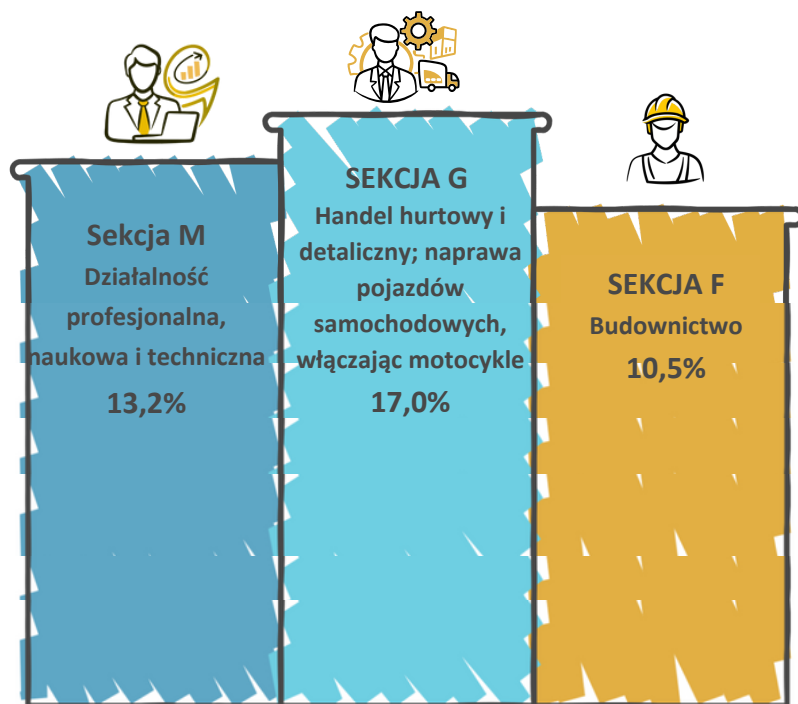 Sekcja M
Działalność
profesjonalna,
naukowa i techniczna
13,2%
SEKCJA G
Handel hurtowy i
detaliczny; naprawa
pojazdów
samochodowych,
włączając motocykle
17,0%
SEKCJA F
Budownictwo
10,5%